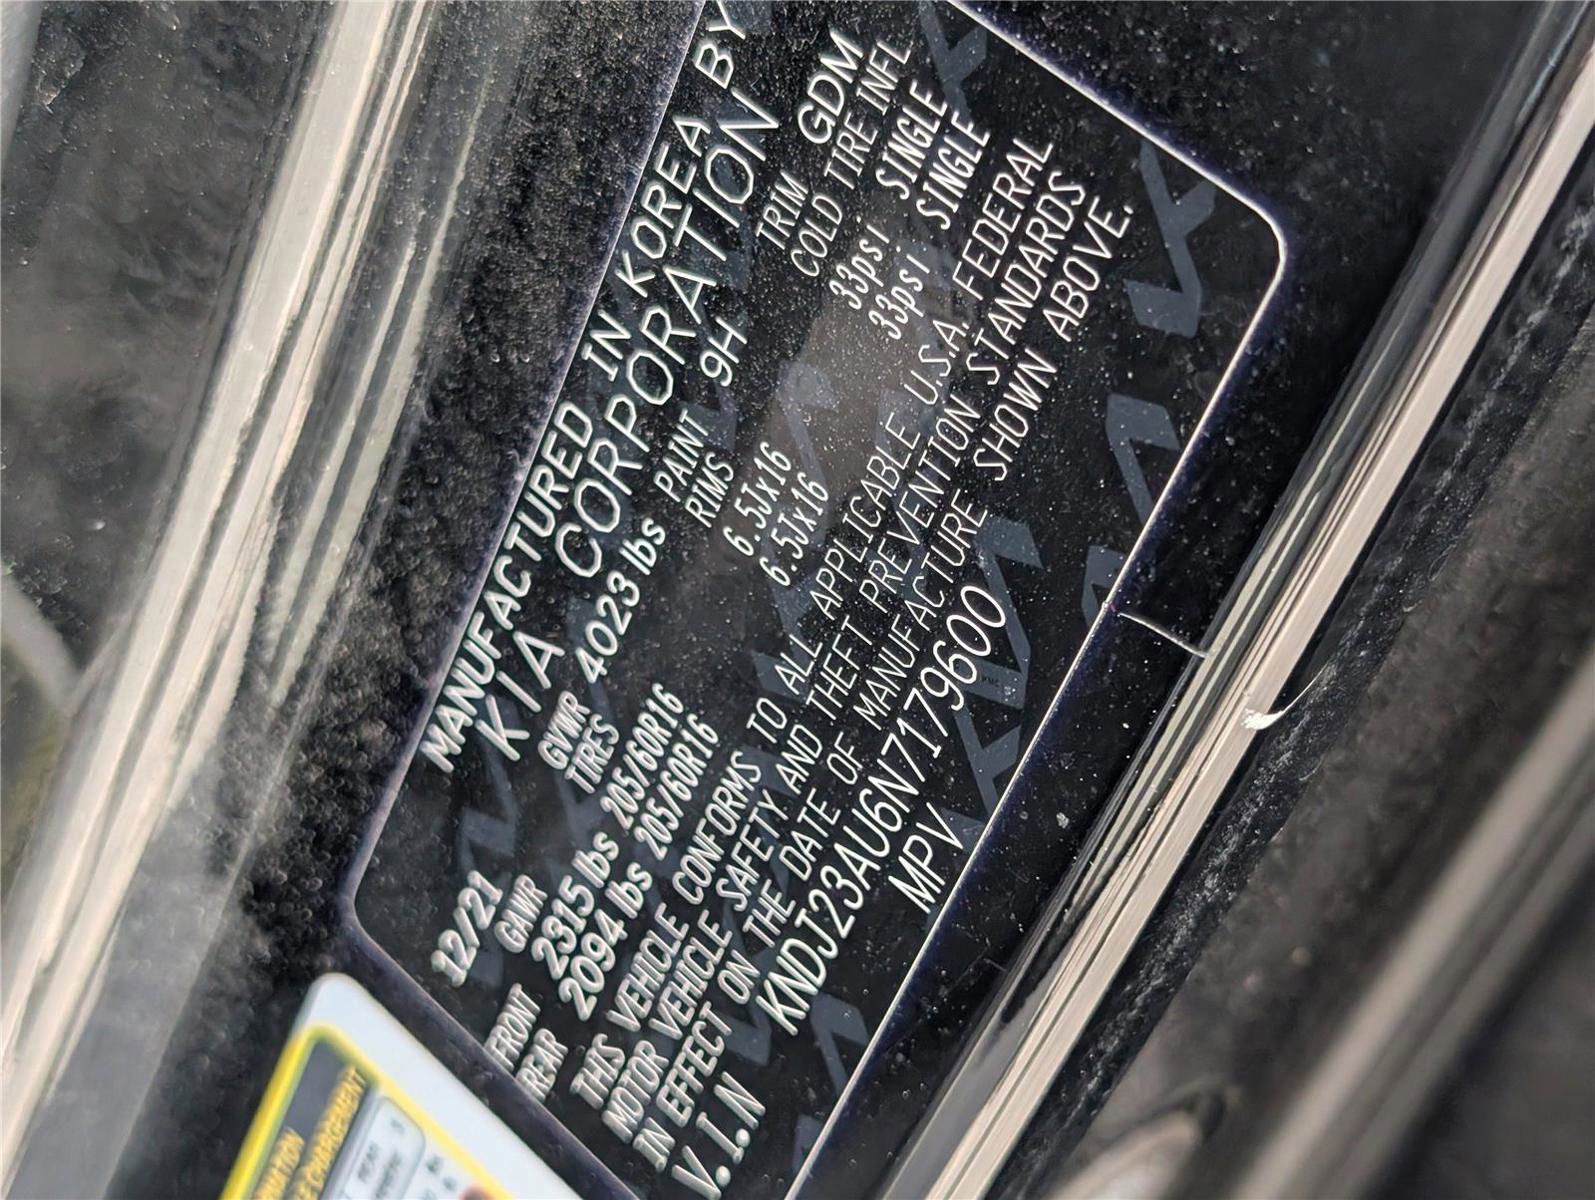 MANUFACTURED IN KOREA BY
12/21 KIA CORPORATION
GAWR GVWR 4023 lbs PAINT 9H TRIM GDM
TIRES RIMS COLD TIRE INFL
FRONT 2315 lbs 205/60R16 6.5Jx16 33psi SINGLE
REAR 2094 lbs 205/60R16 6.5Jx16 33psi SINGLE
THIS VEHICLE CONFORMS TO ALL APPLICABLE U.S.A. FEDERAL
MOTOR VEHICLE SAFETY AND THEFT PREVENTION STANDARDS
IN EFFECT ON THE DATE OF MANUFACTURE SHOWN ABOVE.
V.I.N KNDJ23AU6N7179600
MPV
CHARGEMENT